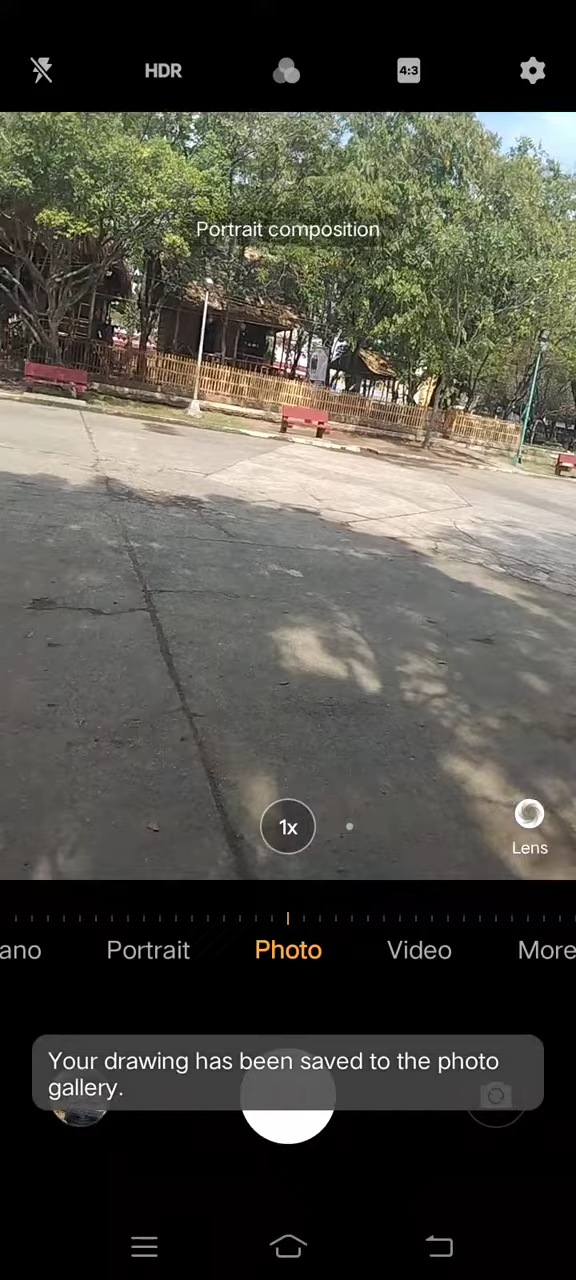 HDR
4:3
Portrait composition
1x
Lens
ano
Portrait
Photo
Video
More
Your drawing has been saved to the photo
gallery.